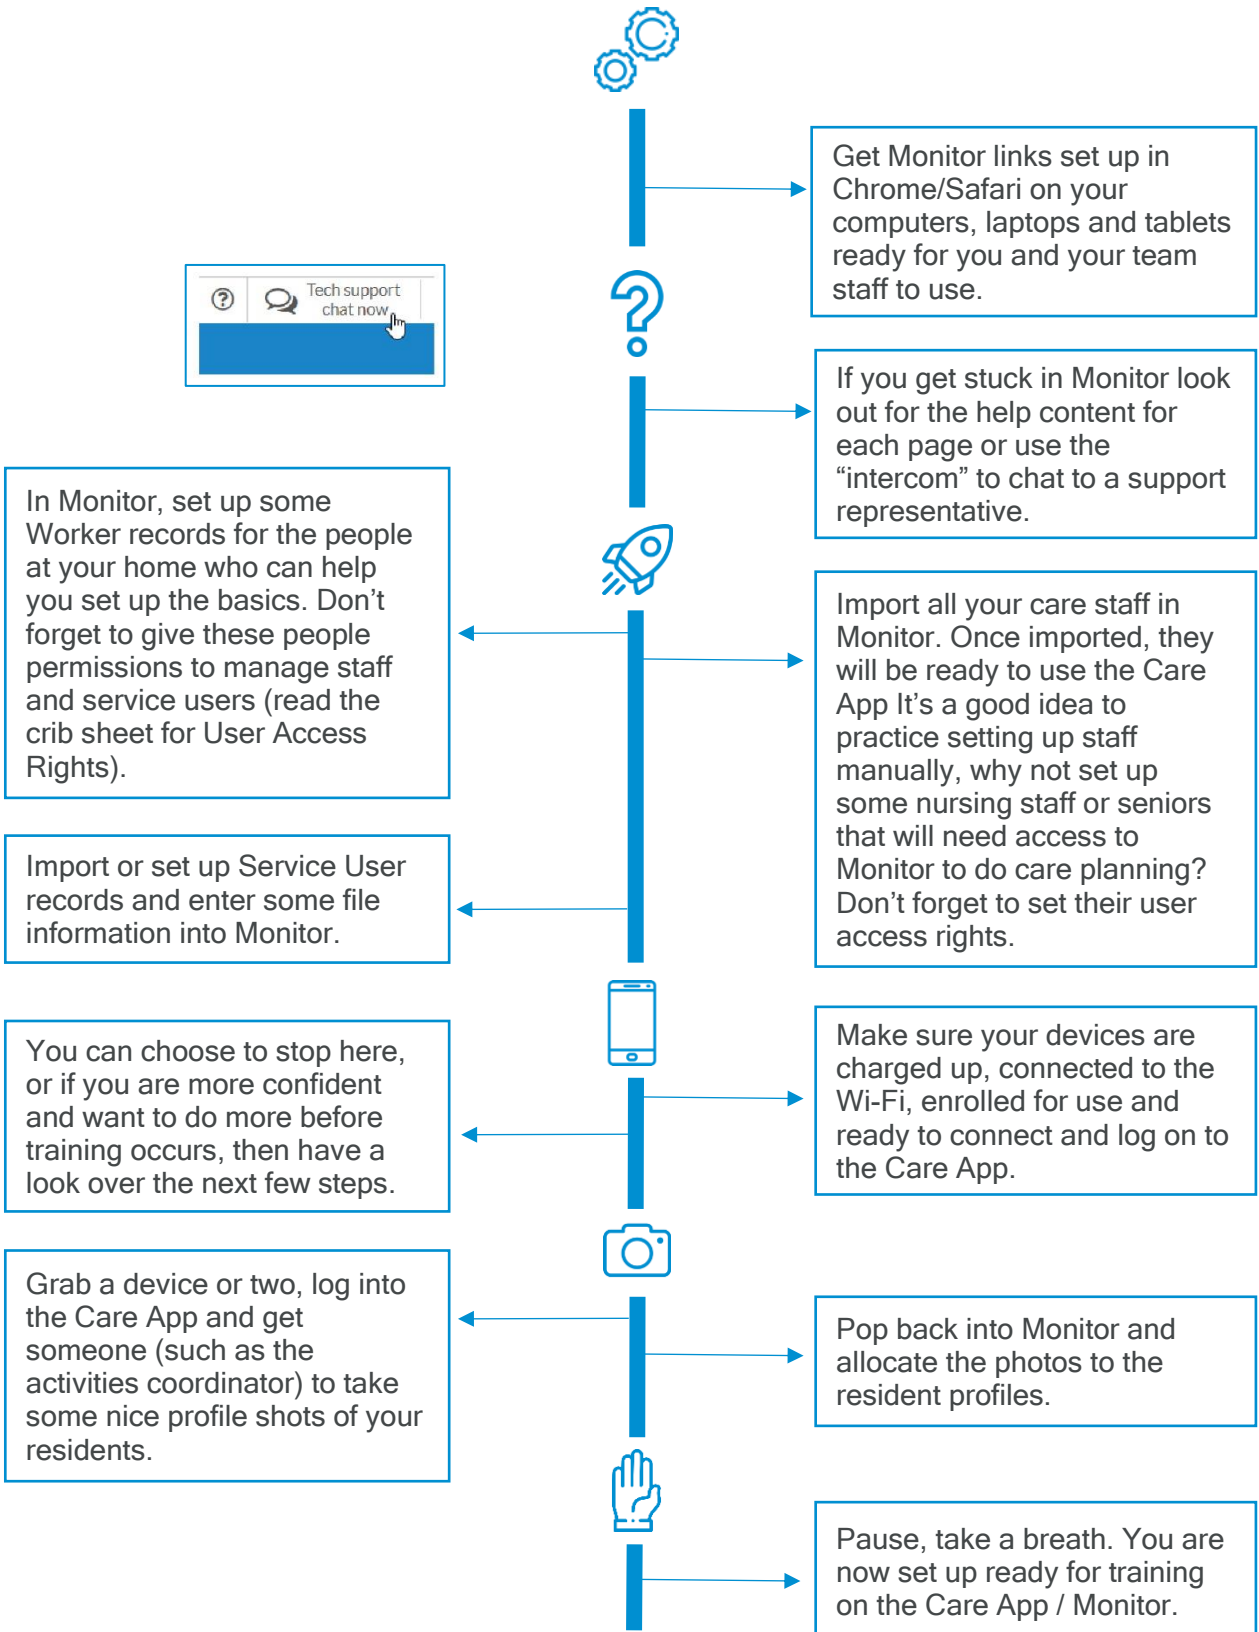 Get Monitor links set up in
Chrome/Safari on your
computers, laptops and tablets
ready for you and your team
staff to use.
Tech support
chat now
If you get stuck in Monitor look
out for the help content for
each page or use the
“intercom” to chat to a support
representative.
In Monitor, set up some
Worker records for the people
at your home who can help
you set up the basics. Don’t
forget to give these people
permissions to manage staff
and service users (read the
crib sheet for User Access
Rights).
Import all your care staff in
Monitor. Once imported, they
will be ready to use the Care
App It’s a good idea to
practice setting up staff
manually, why not set up
some nursing staff or seniors
that will need access to
Monitor to do care planning?
Don’t forget to set their user
access rights.
Import or set up Service User
records and enter some file
information into Monitor.
Make sure your devices are
charged up, connected to the
Wi-Fi, enrolled for use and
ready to connect and log on to
the Care App.
You can choose to stop here,
or if you are more confident
and want to do more before
training occurs, then have a
look over the next few steps.
Grab a device or two, log into
the Care App and get
someone (such as the
activities coordinator) to take
some nice profile shots of your
residents.
Pop back into Monitor and
allocate the photos to the
resident profiles.
Pause, take a breath. You are
now set up ready for training
on the Care App / Monitor.